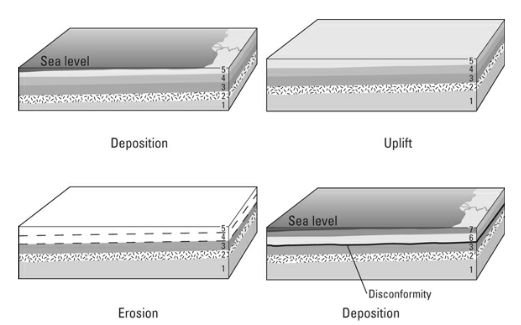 Sea level
5
4
3
2
1
Deposition
5
4
3
2
1
Uplift
5
4
3
2
1
Erosion
Sea level
7
6
3
2
1
Disconformity
Deposition